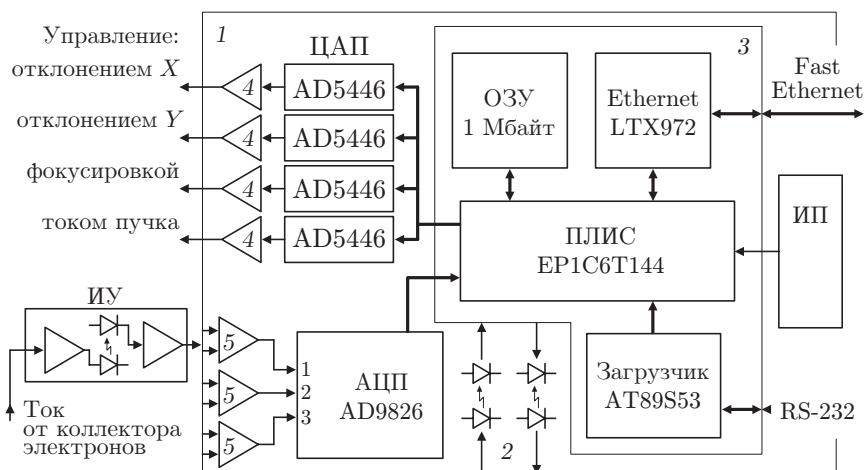 Управление:
отклонением X
отклонением Y
фокусировкой
током пучка
1
ЦАП
4
AD5446
4
AD5446
4
AD5446
4
AD5446
3
ОЗУ
1 Мбайт
Ethernet
LTX972
Fast
Ethernet
ПЛИС
EP1C6T144
ИП
ИУ
Ток
от коллектора
электронов
5
5
5
1
2
3
АЦП
AD9826
2
Загрузчик
AT89S53
RS-232